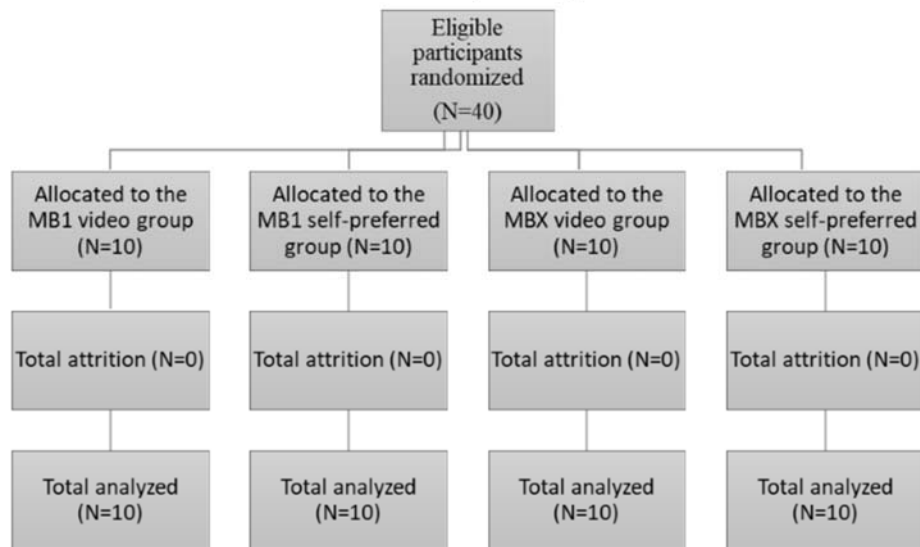 Eligible
participants
randomized
(N=40)
Allocated to the
MB1 video group
(N=10)
Allocated to the
MB1 self-preferred
group (N=10)
Allocated to the
MBX video group
(N=10)
Allocated to the
MBX self-preferred
group (N=10)
Total attrition (N=0)
Total attrition (N=0)
Total attrition (N=0)
Total attrition (N=0)
Total analyzed
(N=10)
Total analyzed
(N=10)
Total analyzed
(N=10)
Total analyzed
(N=10)